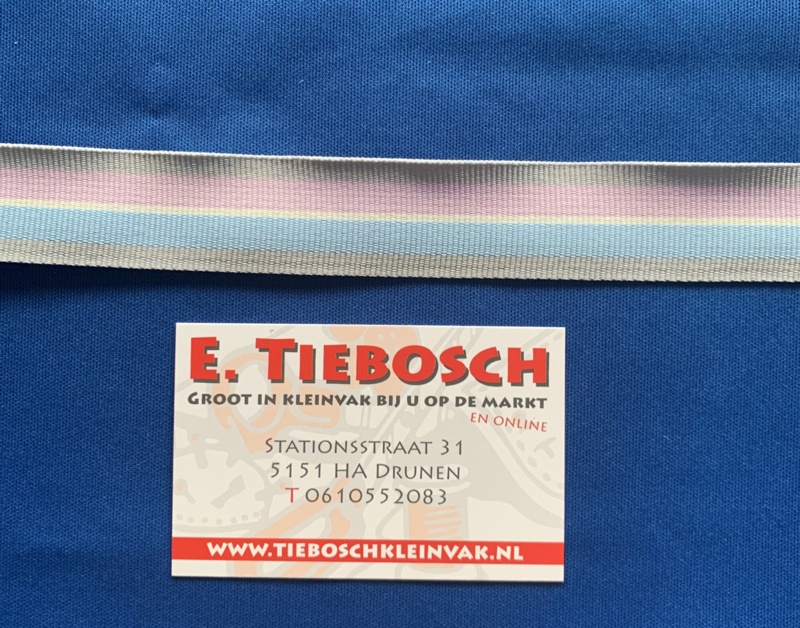 E. TIEBOSCH
GROOT IN KLEINVAK BIJ U OP DE MARKT
EN ONLINE
STATIONSSTRAAT 31
5151 HA DRUNEN
T 0610552083
WWW.TIEBOSCHKLEINVAK.NL